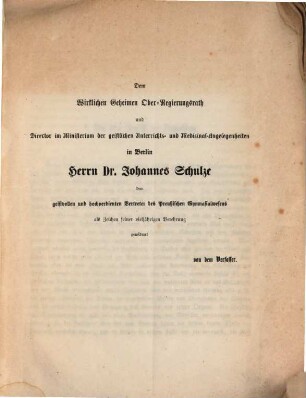 Dem
Wirklichen Geheimen Ober-Regierungsrath
und
Director im Ministerium der geistlichen Unterrichts- und Medizinal-Angelegenheiten
in Berlin
Herrn Dr. Johannes Schulze
dem
geistvollen und hochverdienten Vertreter des Preußischen Gymnasialwesens
als Zeichen seiner vieljährigen Verehrung
gewidmet
von dem Verfasser.